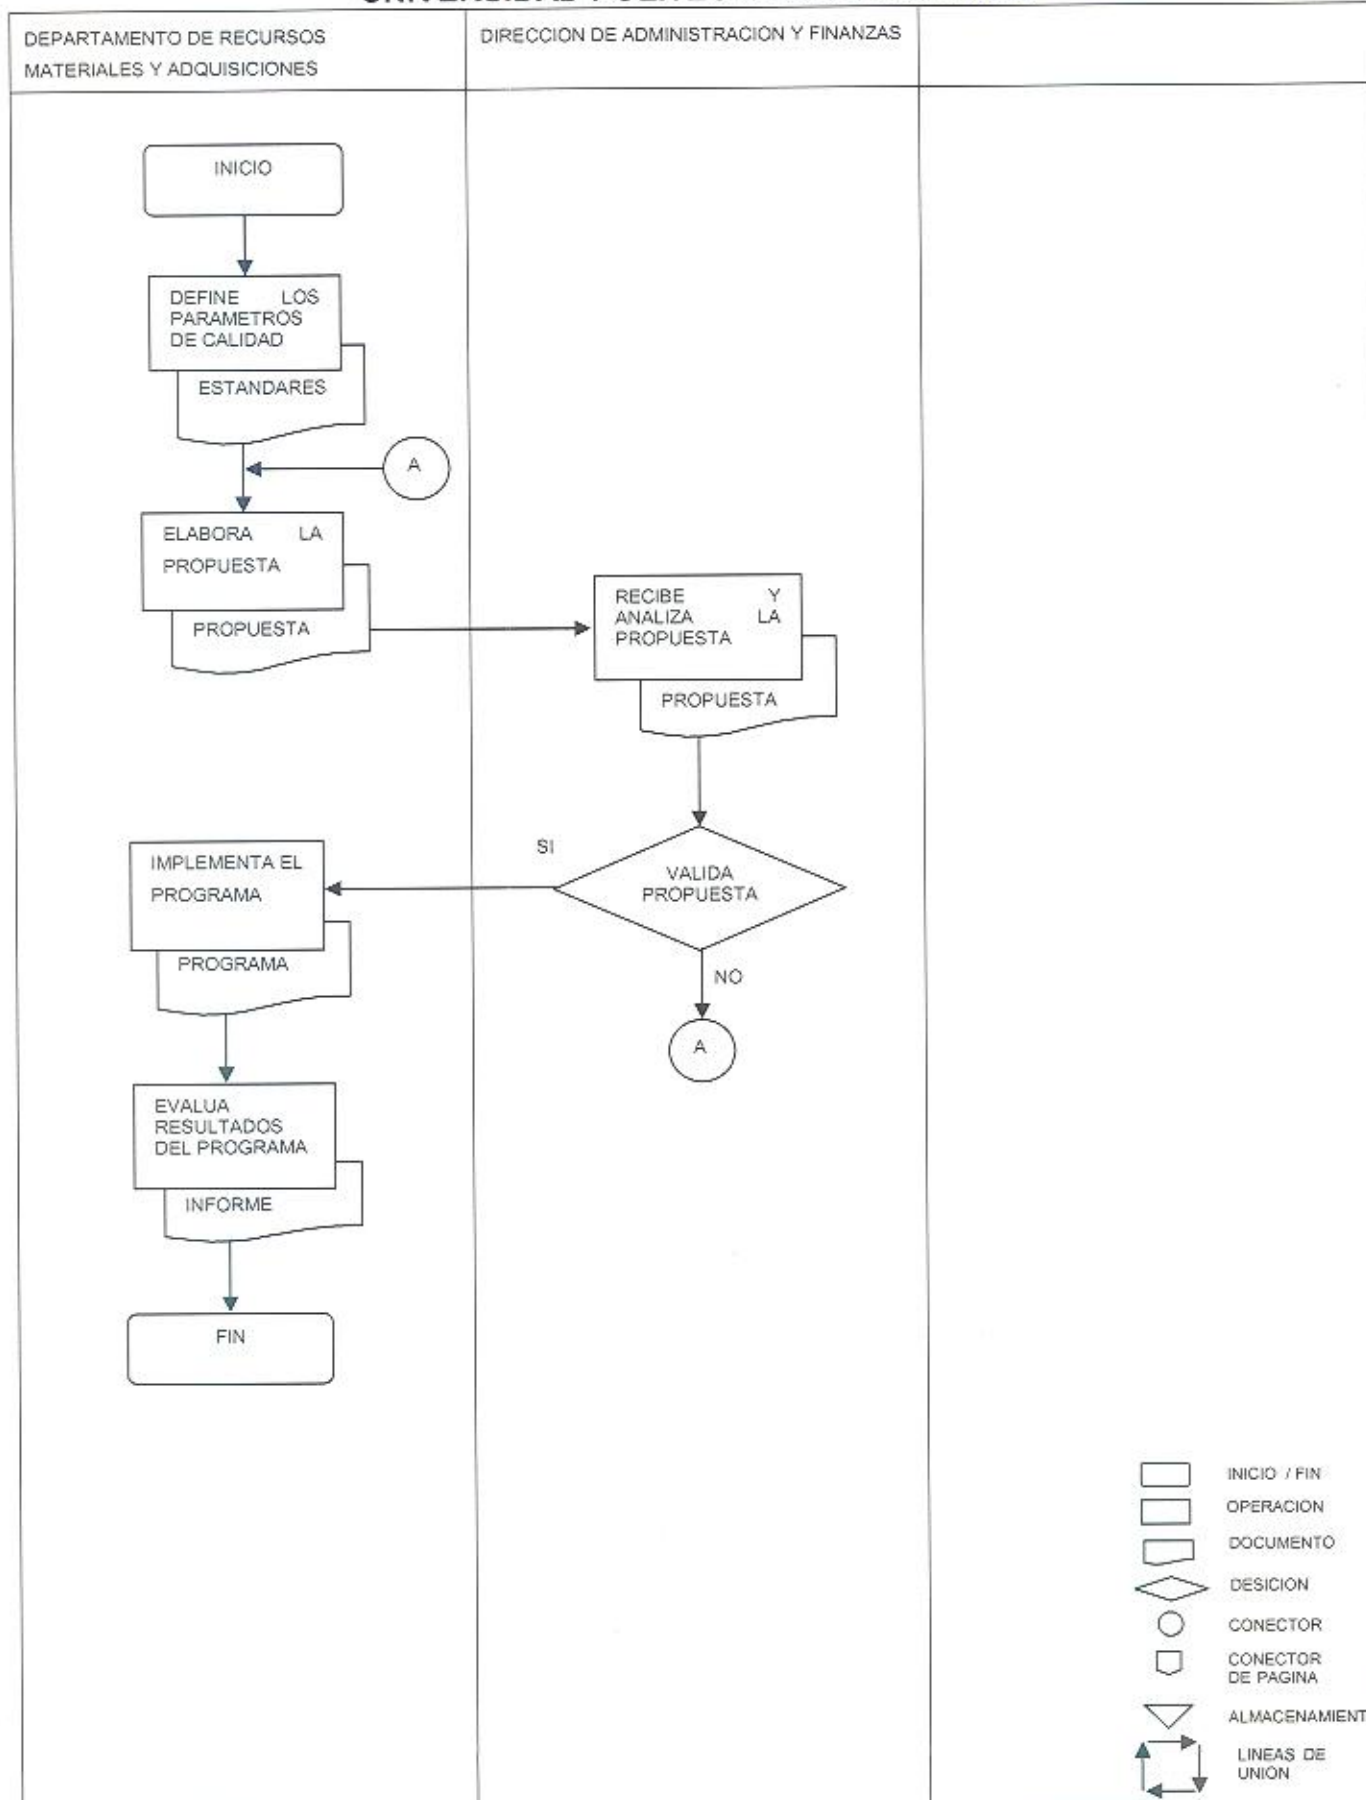 DEPARTAMENTO DE RECURSOS
MATERIALES Y ADQUISICIONES
DIRECCION DE ADMINISTRACION Y FINANZAS
INICIO
DEFINE LOS
PARAMETROS
DE CALIDAD
ESTANDARES
A
ELABORA LA
PROPUESTA
PROPUESTA
RECIBE Y
ANALIZA LA
PROPUESTA
PROPUESTA
SI
VALIDA
PROPUESTA
IMPLEMENTA EL
PROGRAMA
PROGRAMA
NO
A
EVALUA
RESULTADOS
DEL PROGRAMA
INFORME
FIN
INICIO / FIN
OPERACION
DOCUMENTO
DESICION
CONECTOR
CONECTOR
DE PAGINA
ALMACENAMIENT
LINEAS DE
UNION